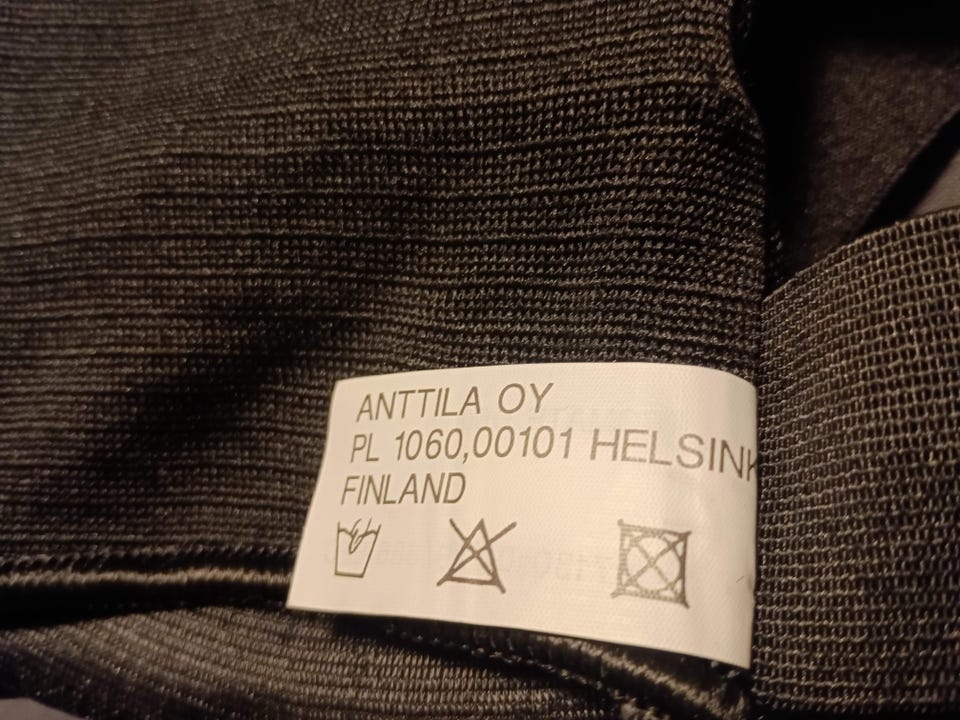 ANTTILA OY
PL 1060,00101 HELSINK
FINLAND